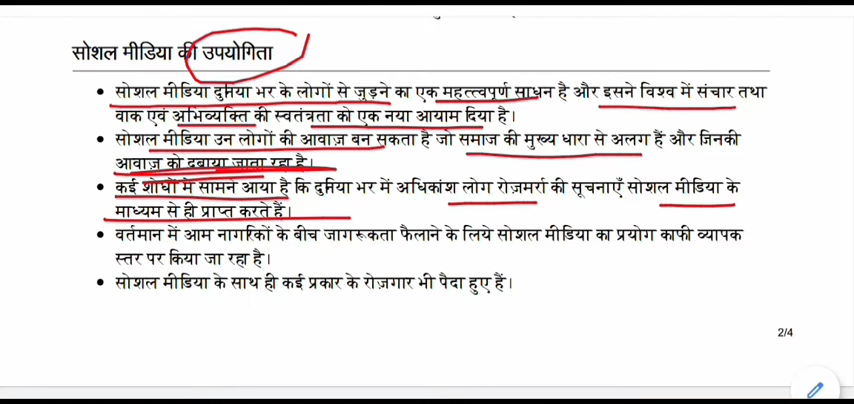 सोशल मीडिया की उपयोगिता
• सोशल मीडिया दुनिया भर के लोगों से जुड़ने का एक महत्त्वपूर्ण साधन है और इसने विश्व में संचार तथा
वाक एवं अभिव्यक्ति की स्वतंत्रता को एक नया आयाम दिया है।
• सोशल मीडिया उन लोगों की आवाज़ बन सकता है जो समाज की मुख्य धारा से अलग हैं और जिनकी
आवाज़ को दबाया जाता रहा है।
• कई शोधों में सामने आया है कि दुनिया भर में अधिकांश लोग रोज़मर्रा की सूचनाएँ सोशल मीडिया के
माध्यम से ही प्राप्त करते हैं।
• वर्तमान में आम नागरिकों के बीच जागरूकता फैलाने के लिये सोशल मीडिया का प्रयोग काफी व्यापक
स्तर पर किया जा रहा है।
• सोशल मीडिया के साथ ही कई प्रकार के रोज़गार भी पैदा हुए हैं।
2/4